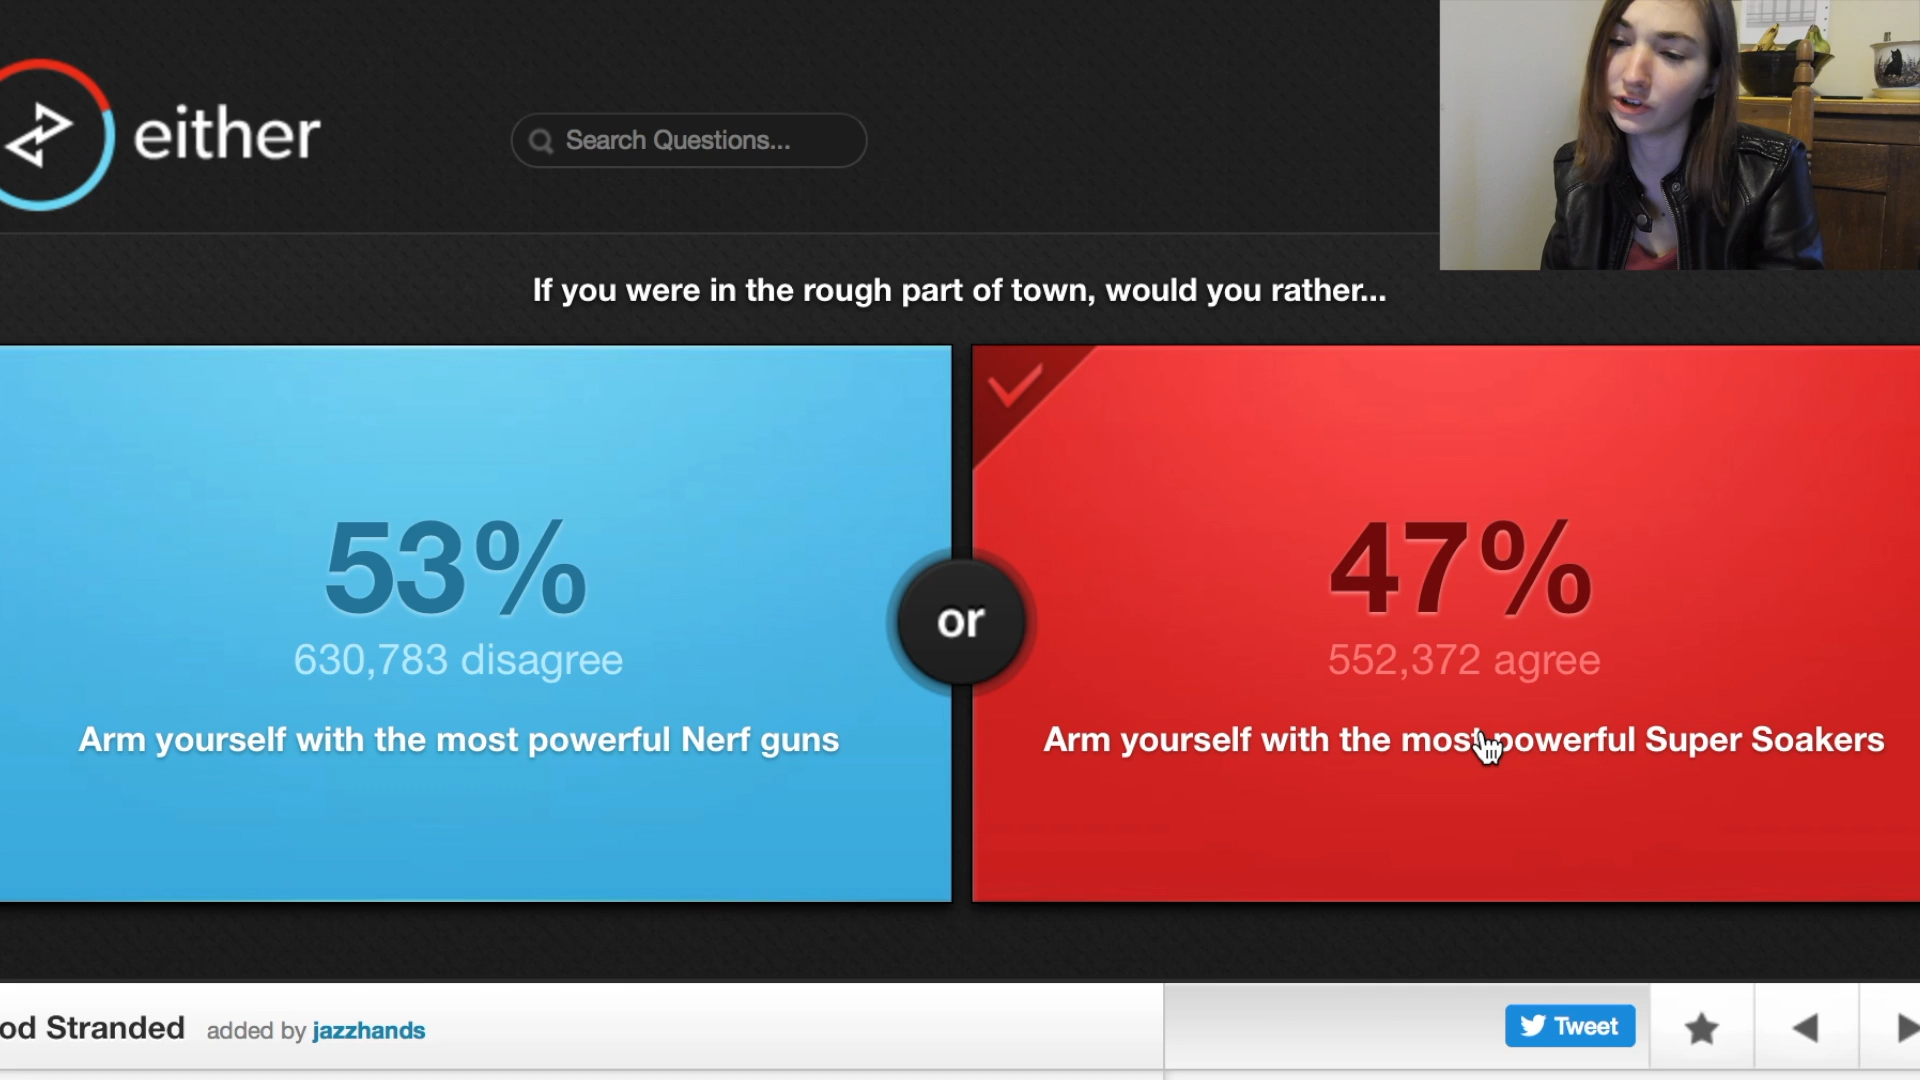 either
Search Questions...
If you were in the rough part of town, would you rather...
53%
630,783 disagree
Arm yourself with the most powerful Nerf guns
or
47%
552,372 agree
Arm yourself with the most powerful Super Soakers
od Stranded added by jazzhands
Tweet